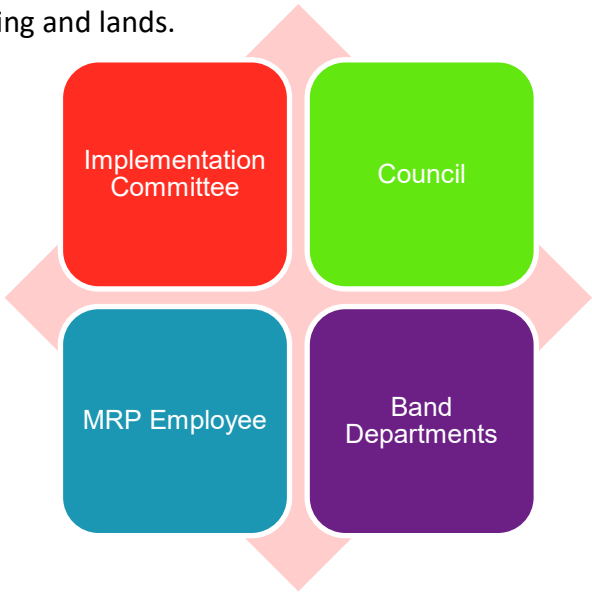 ing and lands.
Implementation
Committee
Council
MRP Employee
Band
Departments